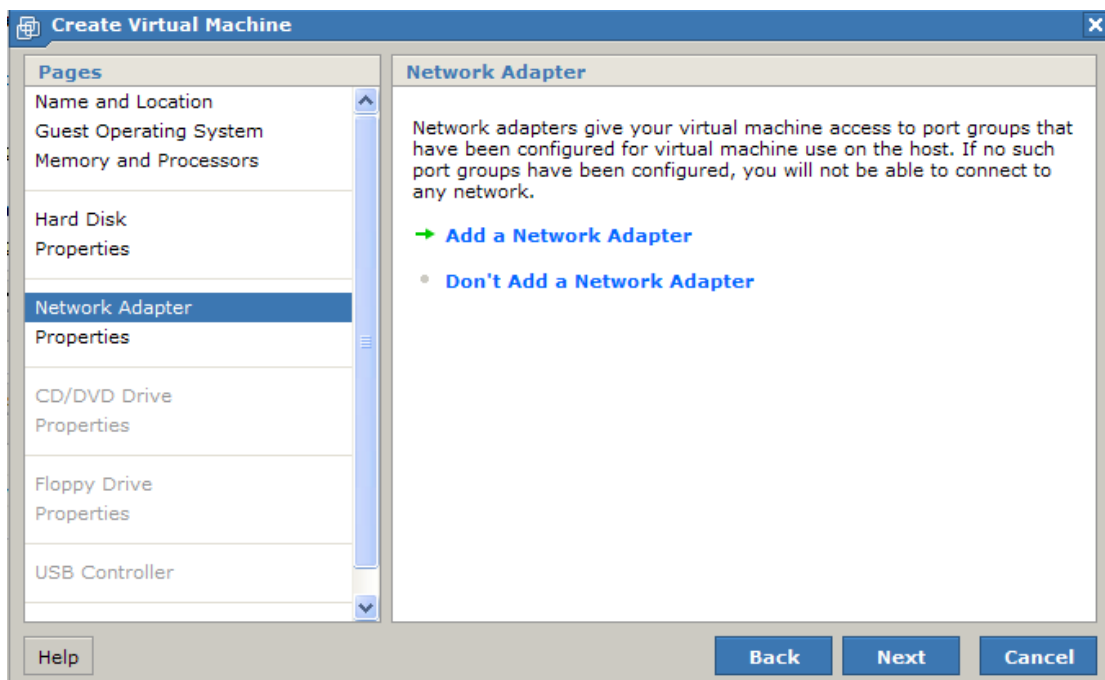 Create Virtual Machine
Pages
Name and Location
Guest Operating System
Memory and Processors
Hard Disk
Properties
Network Adapter
Properties
CD/DVD Drive
Properties
Floppy Drive
Properties
USB Controller
Network Adapter
Network adapters give your virtual machine access to port groups that
have been configured for virtual machine use on the host. If no such
port groups have been configured, you will not be able to connect to
any network.
Add a Network Adapter
Don't Add a Network Adapter
Help
Back
Next
Cancel